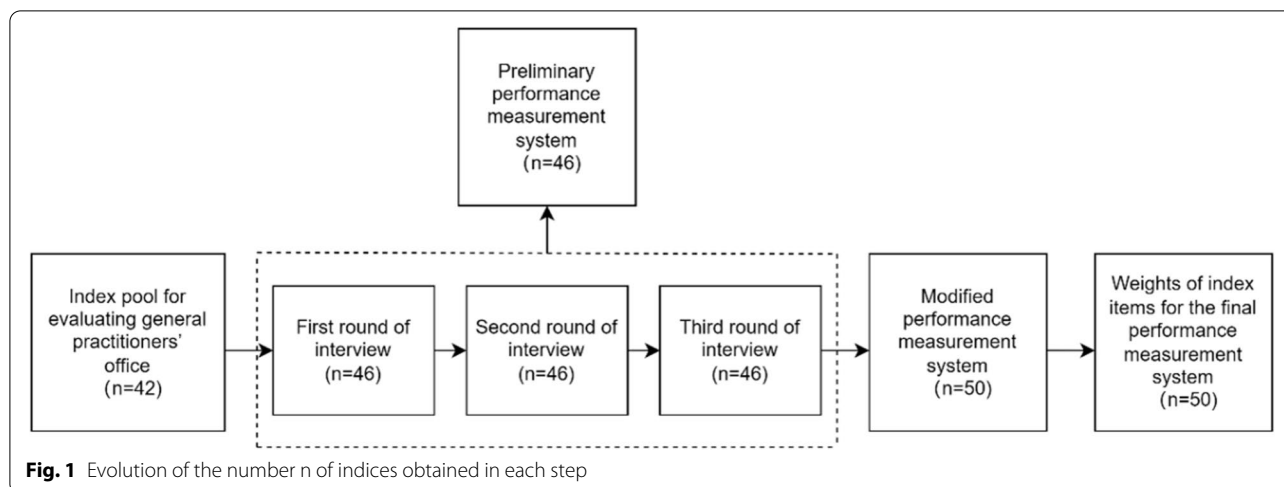 Preliminary
performance
measurement
system
(n=46)
Index pool for
evaluating general
practitioners'
office
(n=42)
First round of
interview
(n=46)
Second round of
interview
(n=46)
Third round of
interview
(n=46)
Modified
performance
measurement
system
(n=50)
Weights of index
items for the final
performance
measurement
system
(n=50)
Fig. 1 Evolution of the number n of indices obtained in each step